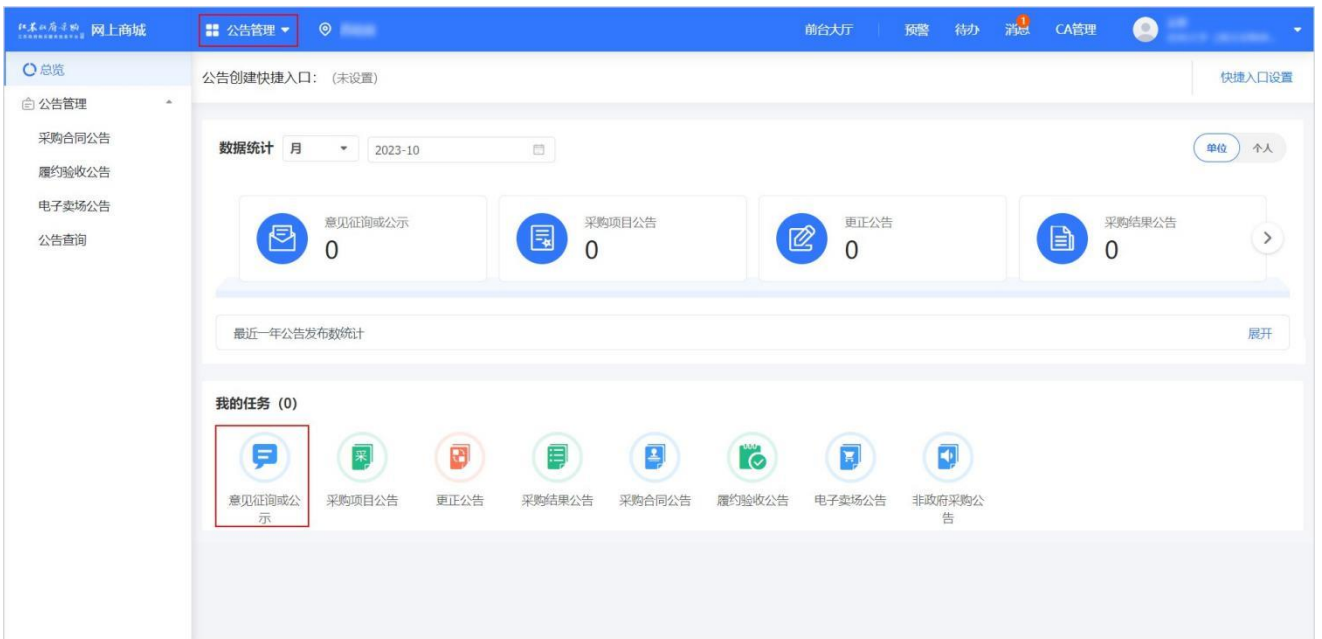 江苏政府采购 网上商城
公告管理
前台大厅
预警
待办
消息
1
CA管理
总览
公告管理
采购合同公告
履约验收公告
电子卖场公告
公告查询
公告创建快捷入口： （未设置）
快捷入口设置
数据统计
月
2023-10
单位
个人
意见征询或公示
0
采购项目公告
0
更正公告
0
采购结果公告
0
最近一年公告发布数统计
展开
我的任务（0）
意见征询或公
示
采
采购项目公告
更正公告
采购结果公告
采购合同公告
履约验收公告
电子卖场公告
非政府采购公
告